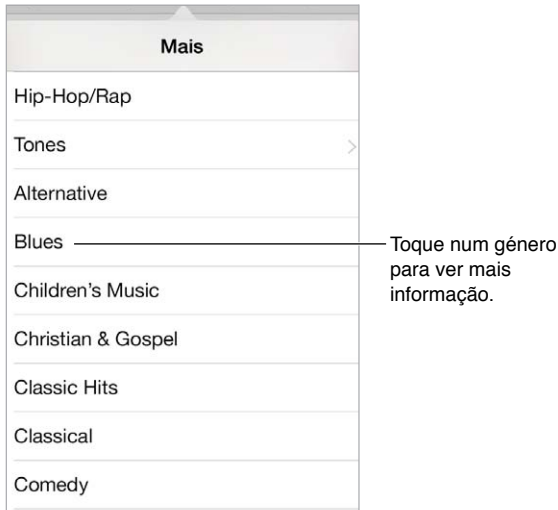 Mais
Hip-Hop/Rap
Tones
Alternative
Blues
Toque num género
para ver mais
informação.
Children's Music
Christian & Gospel
Classic Hits
Classical
Comedy